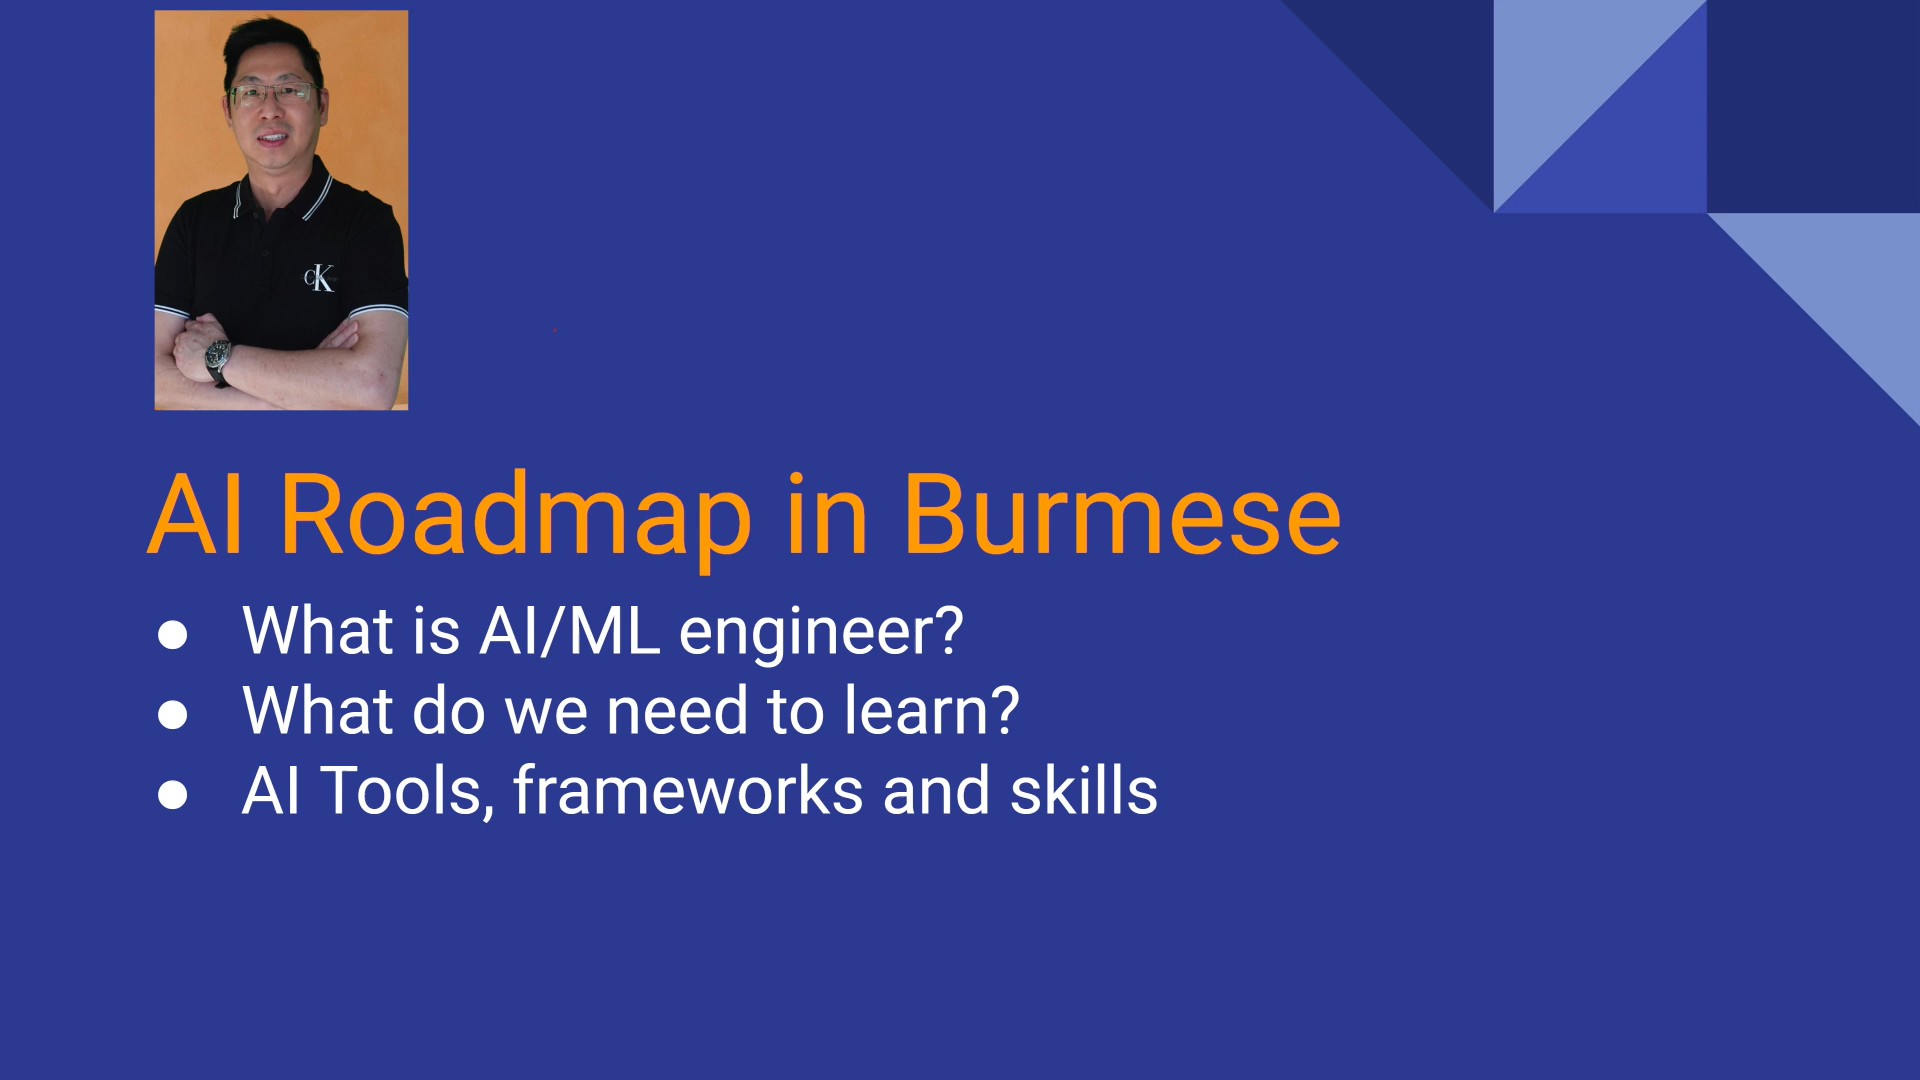 CK
AI Roadmap in Burmese
● What is AI/ML engineer?
● What do we need to learn?
● AI Tools, frameworks and skills